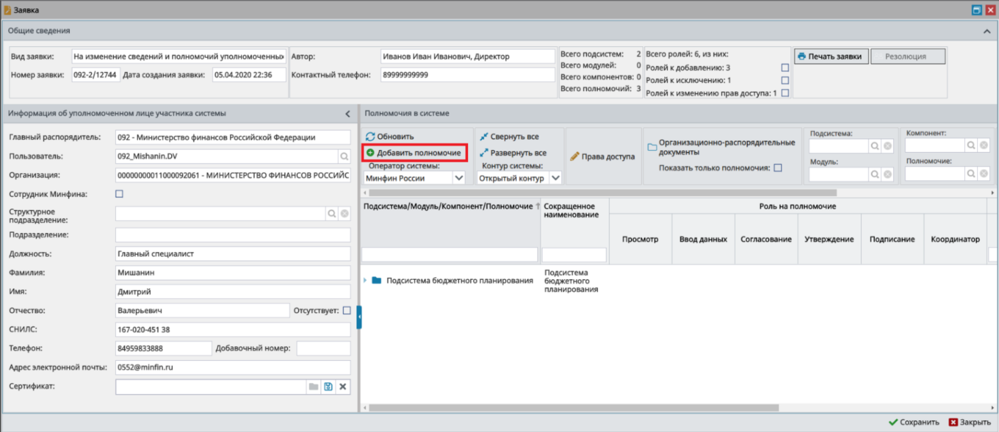 Заявка
Общие сведения
Вид заявки: На изменение сведений и полномочий уполномоченных
Автор: Иванов Иван Иванович, Директор
Номер заявки: 092-2/12744 Дата создания заявки: 05.04.2020 22:36
Контактный телефон: 89999999999
Всего подсистем: 2
Всего модулей: 0
Всего компонентов: 0
Всего полномочий: 3
Всего ролей: 6, из них:
Ролей к добавлению: 3
Ролей к исключению: 1
Ролей к изменению прав доступа: 1
Печать заявки
Резолюция
Информация об уполномоченном лице участника системы
Главный распорядитель: 092 - Министерство финансов Российской Федерации
Пользователь: 092_Mishanin.DV
Организация: 00000000011000092061 - МИНИСТЕРСТВО ФИНАНСОВ РОССИЙС
Сотрудник Минфина:
Структурное
подразделение:
Подразделение:
Должность: Главный специалист
Фамилия: Мишанин
Имя: Дмитрий
Отчество: Валерьевич Отсутствует:
СНИЛС: 167-020-451 38
Телефон: 84959833888 Добавочный номер:
Адрес электронной почты: 0552@minfin.ru
Сертификат:
Полномочия в системе
Обновить
Добавить полномочие
Оператор системы:
Минфин России
Свернуть все
Развернуть все
Контур системы:
Открытый контур
Права доступа
Организационно-распорядительные
документы
Показать только полномочия:
Подсистема:
Модуль:
Компонент:
Полномочие:
Подсистема/Модуль/Компонент/Полномочие
Сокращенное
наименование
Роль на полномочие
Просмотр Ввод данных Согласование Утверждение Подписание Координатор
Подсистема бюджетного планирования
Подсистема
бюджетного
планирования
Сохранить Закрыть